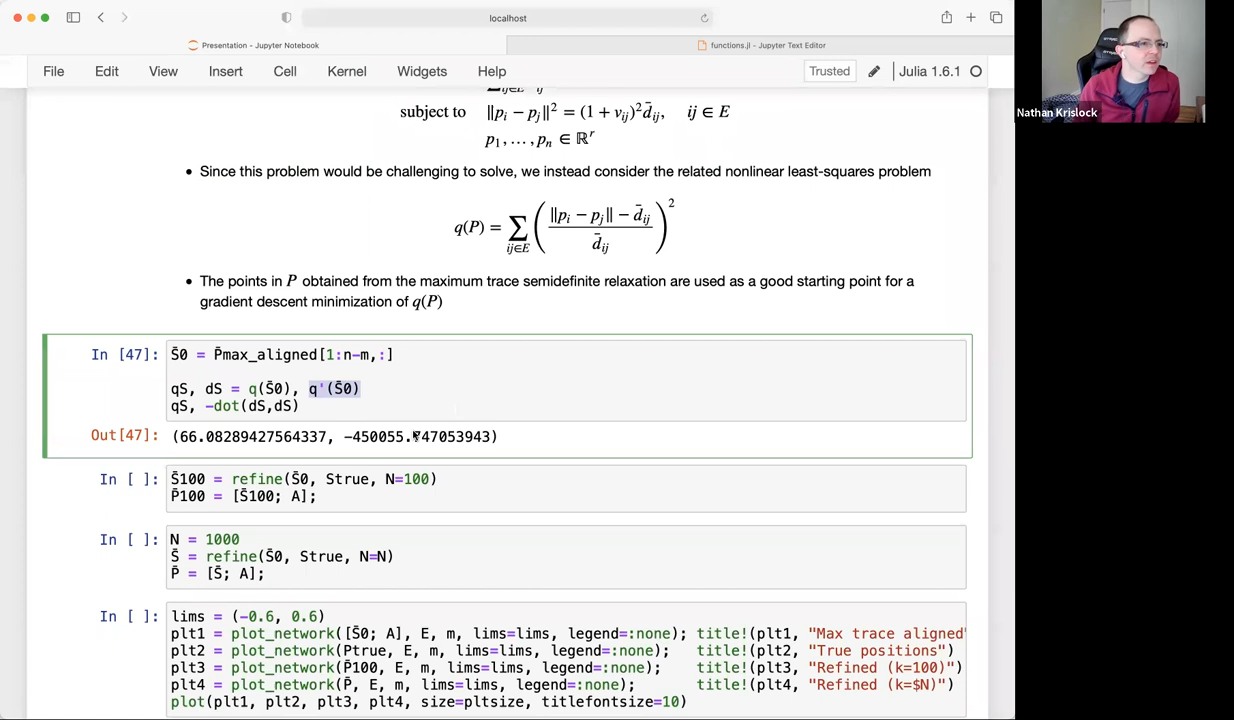 localhost
Presentation - Jupyter Notebook
functions.jl - Jupyter Text Editor
File Edit View Insert Cell Kernel Widgets Help
Trusted
Julia 1.6.1
subject to ‖pᵢ − pⱼ‖² = (1 + vᵢⱼ)²d̄ᵢⱼ, ij ∈ E
p₁, … , pₙ ∈ ℝʳ
• Since this problem would be challenging to solve, we instead consider the related nonlinear least-squares problem
q(P) = ∑ij∈E ( ‖pᵢ − pⱼ‖ − d̄ᵢⱼ / d̄ᵢⱼ )²
• The points in P obtained from the maximum trace semidefinite relaxation are used as a good starting point for a
gradient descent minimization of q(P)
In [47]: S̄0 = P̄max_aligned[1:n-m,:]
qS, dS = q(S̄0), q'(S̄0)
qS, -dot(dS,dS)
Out[47]: (66.08289427564337, -450055.747053943)
In [ ]: S̄100 = refine(S̄0, Strue, N=100)
P̄100 = [S̄100; A];
In [ ]: N = 1000
S̄ = refine(S̄0, Strue, N=N)
P̄ = [S̄; A];
In [ ]: lims = (-0.6, 0.6)
plt1 = plot_network([S̄0; A], E, m, lims=lims, legend=:none); title!(plt1, "Max trace aligned"
plt2 = plot_network(Ptrue, E, m, lims=lims, legend=:none); title!(plt2, "True positions")
plt3 = plot_network(P̄100, E, m, lims=lims, legend=:none); title!(plt3, "Refined (k=100)")
plt4 = plot_network(P̄, E, m, lims=lims, legend=:none); title!(plt4, "Refined (k=$N)")
plot(plt1, plt2, plt3, plt4, size=pltsize, titlefontsize=10)
Nathan Krislock